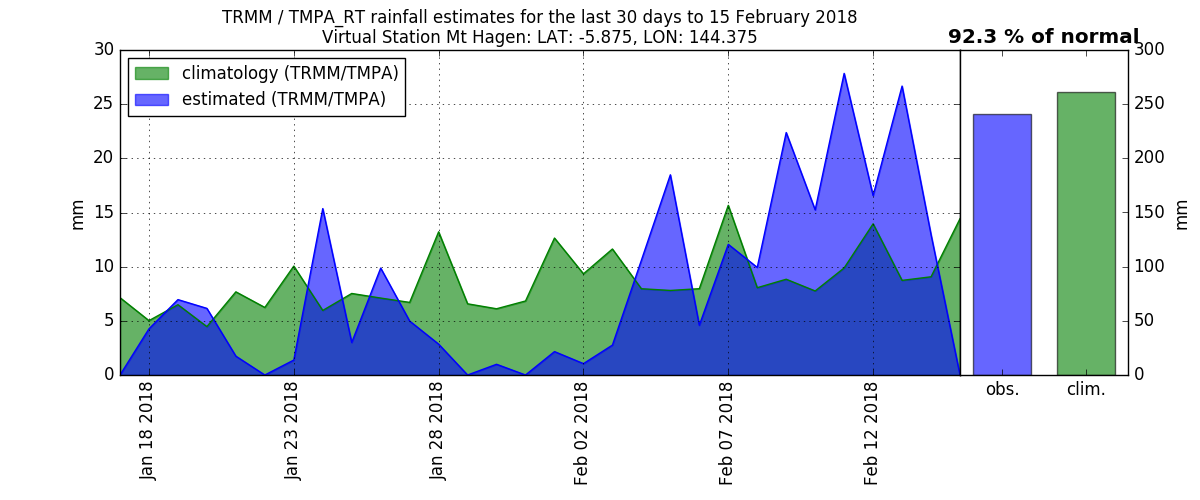 TRMM / TMPA_RT rainfall estimates for the last 30 days to 15 February 2018
Virtual Station Mt Hagen: LAT: -5.875, LON: 144.375
92.3 % of normal
climatology (TRMM/TMPA)
estimated (TRMM/TMPA)
30
25
20
15
10
5
0
mm
Jan 18 2018
Jan 23 2018
Jan 28 2018
Feb 02 2018
Feb 07 2018
Feb 12 2018
obs.
clim.
300
250
200
150
100
50
0
mm